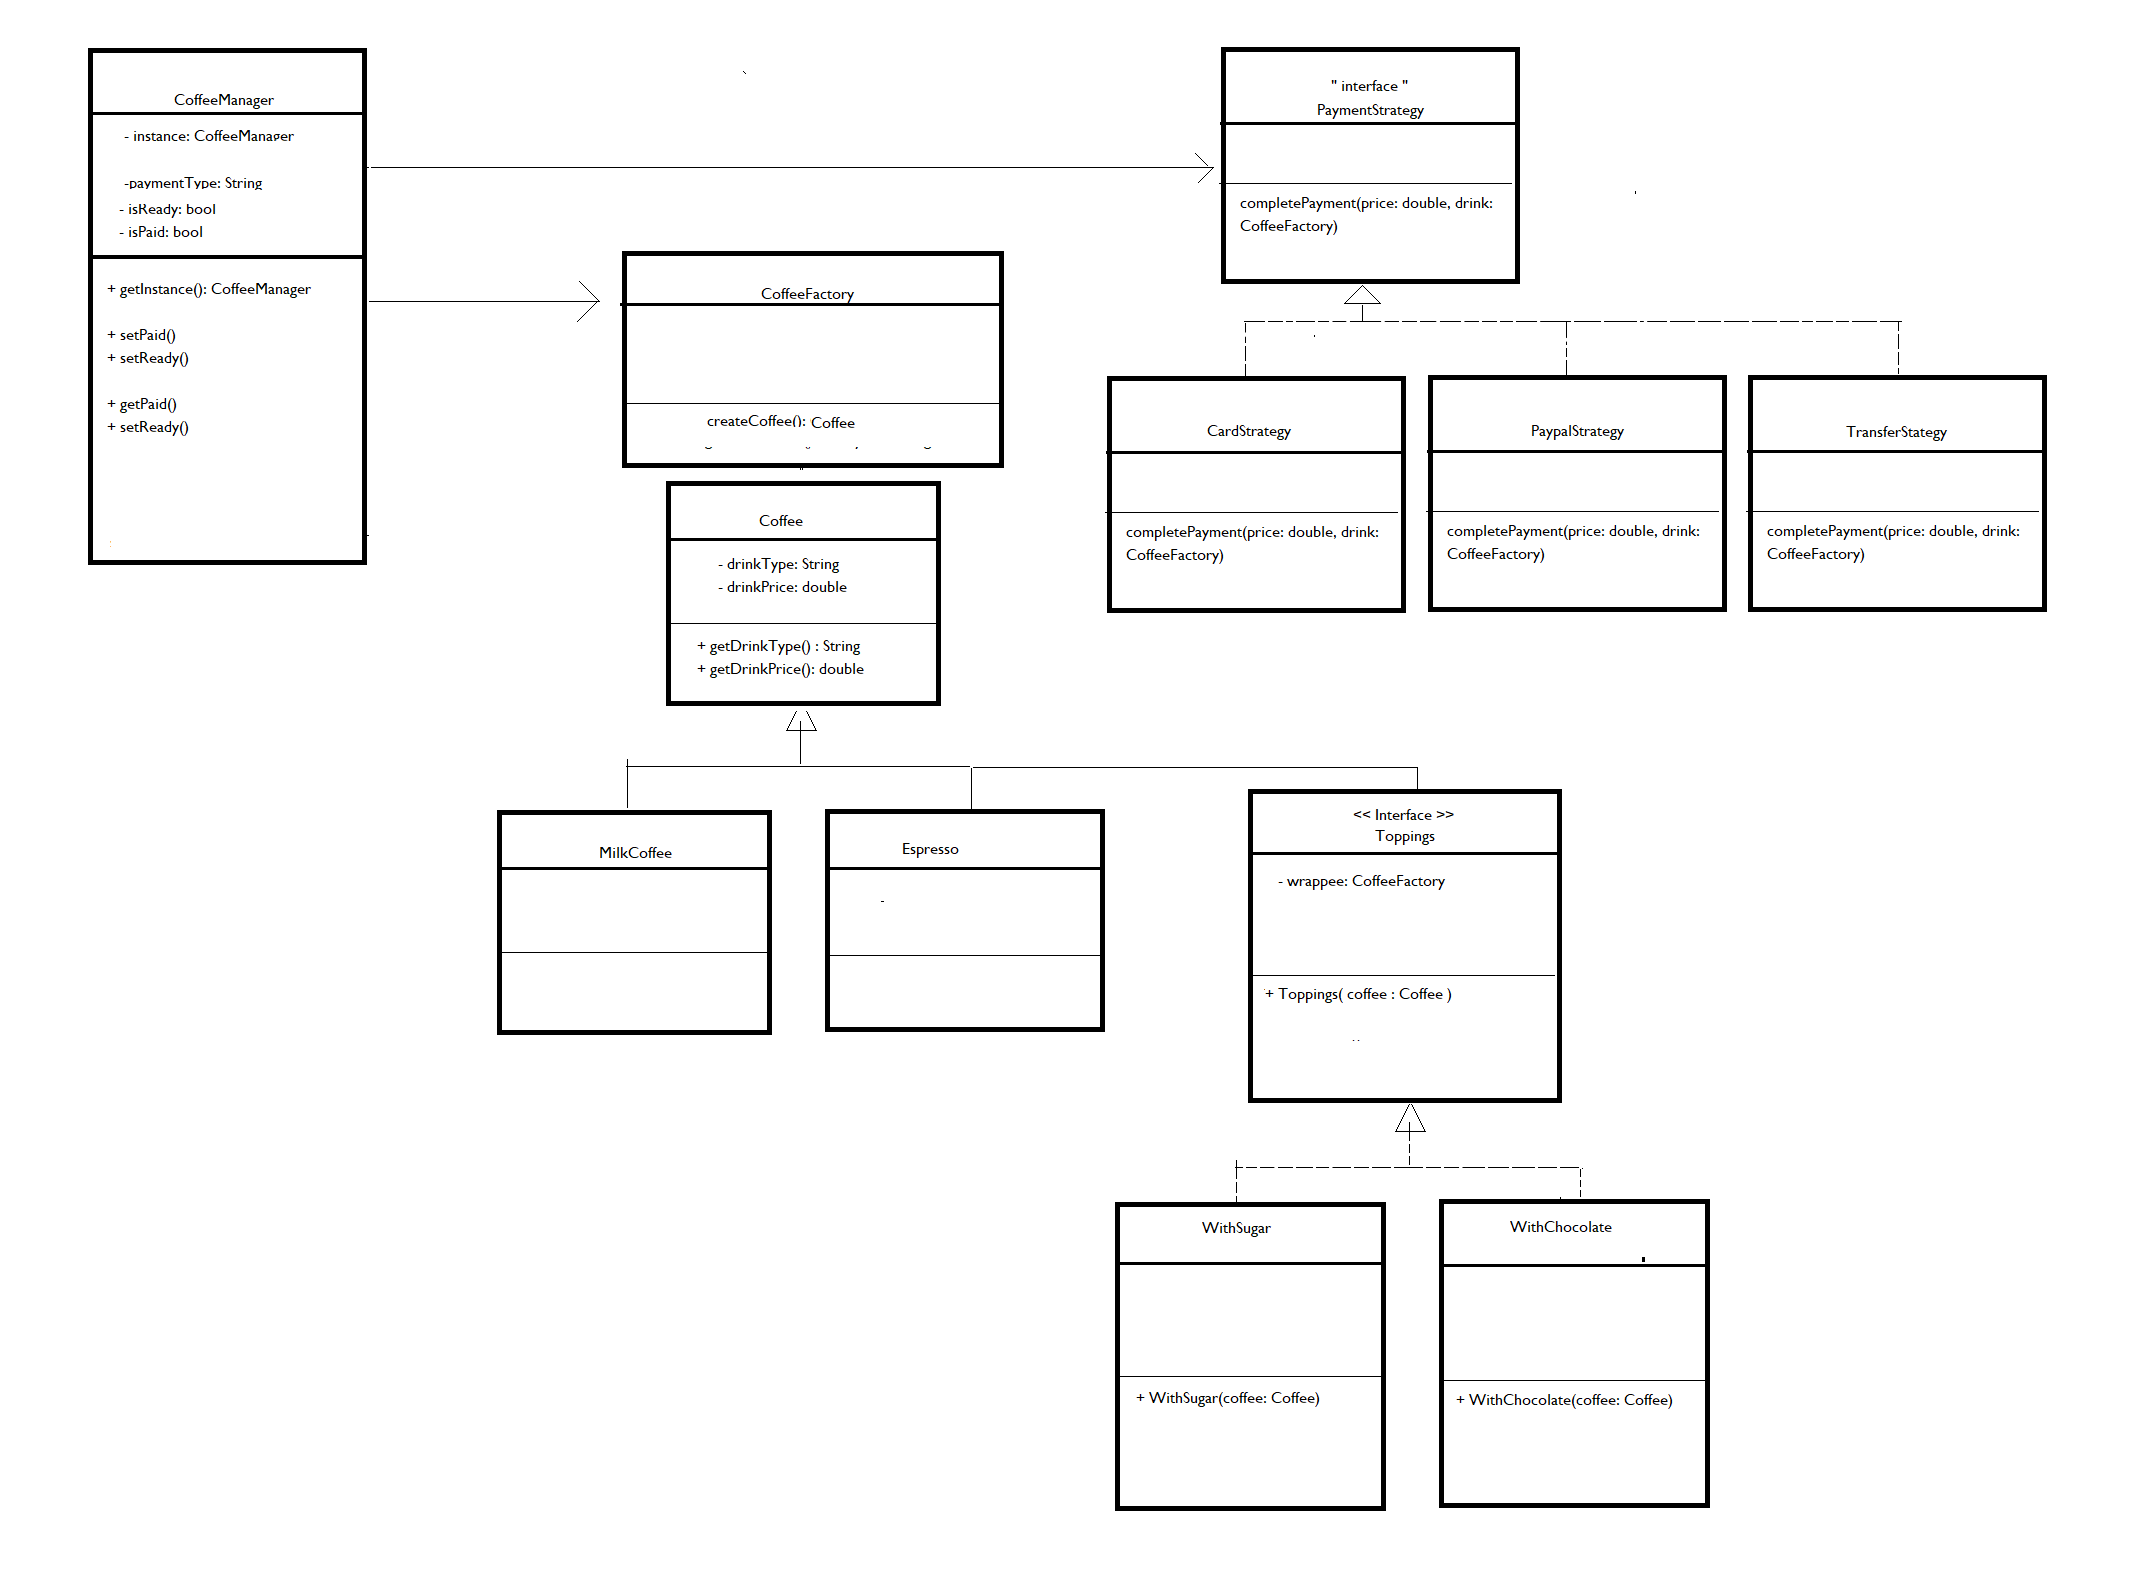 CoffeeManager
- instance: CoffeeManager
-paymentType: String
- isReady: bool
- isPaid: bool
+ getInstance(): CoffeeManager
+ setPaid()
+ setReady()
+ getPaid()
+ setReady()
" interface "
PaymentStrategy
completePayment(price: double, drink:
CoffeeFactory)
CoffeeFactory
createCoffee(): Coffee
CardStrategy
completePayment(price: double, drink:
CoffeeFactory)
PaypalStrategy
completePayment(price: double, drink:
CoffeeFactory)
TransferStategy
completePayment(price: double, drink:
CoffeeFactory)
Coffee
- drinkType: String
- drinkPrice: double
+ getDrinkType() : String
+ getDrinkPrice(): double
MilkCoffee
Espresso
-
<< Interface >>
Toppings
- wrappee: CoffeeFactory
+ Toppings( coffee : Coffee )
WithSugar
+ WithSugar(coffee: Coffee)
WithChocolate
+ WithChocolate(coffee: Coffee)